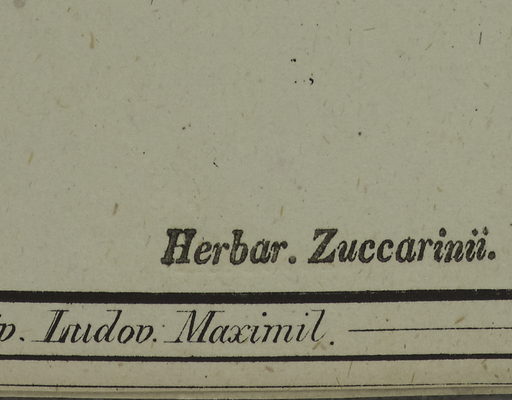 Herbar. Zuccarinii.
Ludov. Maximil.